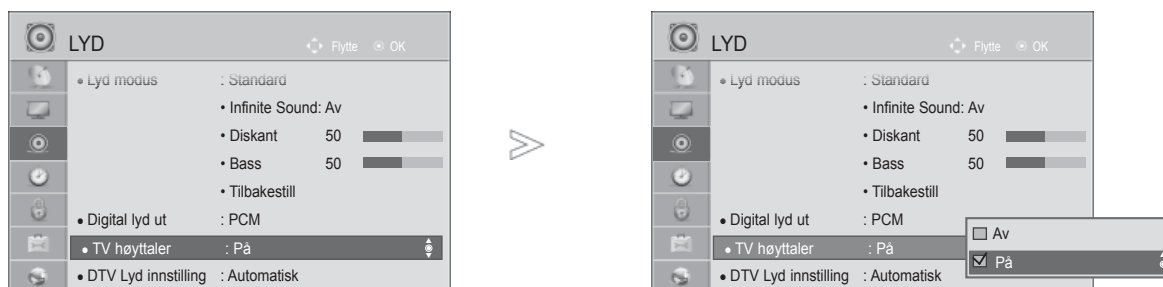 LYD
Flytte OK
• Lyd modus : Standard
• Infinite Sound: Av
• Diskant 50
• Bass 50
• Tilbakestill
• Digital lyd ut : PCM
• TV høyttaler : På
• DTV Lyd innstilling : Automatisk
LYD
Flytte OK
• Lyd modus : Standard
• Infinite Sound: Av
• Diskant 50
• Bass 50
• Tilbakestill
• Digital lyd ut : PCM
• TV høyttaler : På
• DTV Lyd innstilling : Automatisk
Av
På